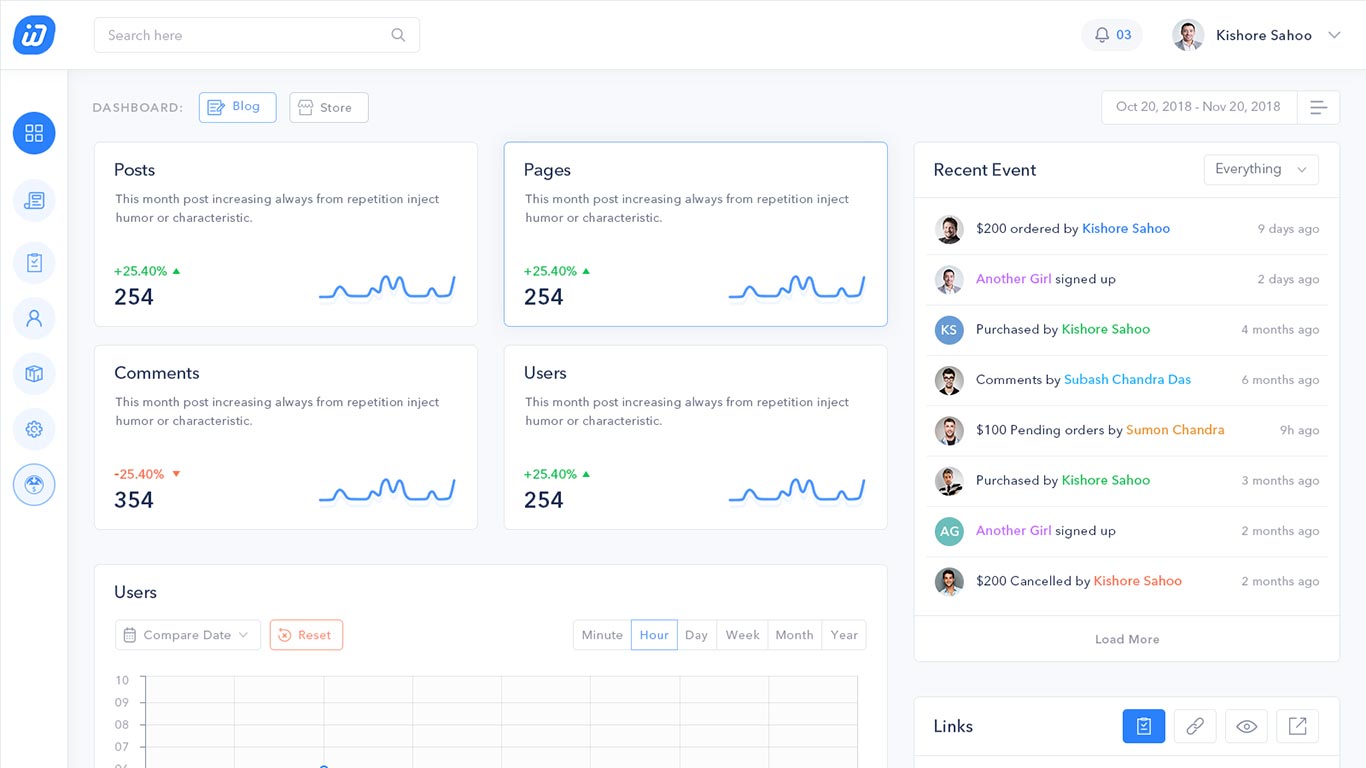 Search here
03
Kishore Sahoo
DASHBOARD:
Blog
Store
Oct 20, 2018 - Nov 20, 2018
Posts
This month post increasing always from repetition inject
humor or characteristic.
+25.40%
254
Pages
This month post increasing always from repetition inject
humor or characteristic.
+25.40%
254
Comments
This month post increasing always from repetition inject
humor or characteristic.
-25.40%
354
Users
This month post increasing always from repetition inject
humor or characteristic.
+25.40%
254
Recent Event
Everything
$200 ordered by Kishore Sahoo 9 days ago
Another Girl signed up 2 days ago
KS Purchased by Kishore Sahoo 4 months ago
Comments by Subash Chandra Das 6 months ago
$100 Pending orders by Sumon Chandra 9h ago
Purchased by Kishore Sahoo 3 months ago
AG Another Girl signed up 2 months ago
$200 Cancelled by Kishore Sahoo 2 months ago
Load More
Users
Compare Date
Reset
Minute Hour Day Week Month Year
10
09
08
07
Links